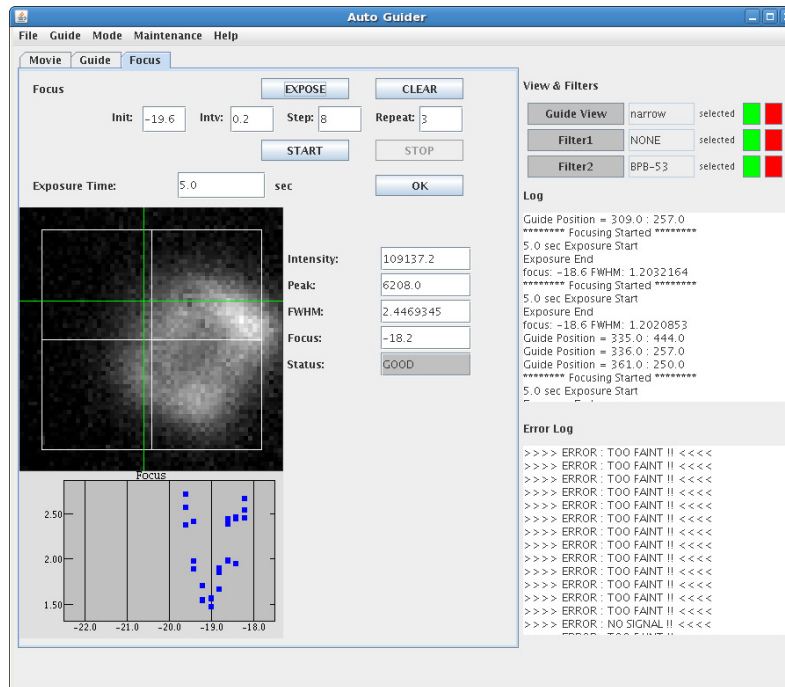 Auto Guider
File Guide Mode Maintenance Help
Movie Guide Focus
Focus EXPOSE CLEAR
Init: -19.6 Intv: 0.2 Step: 8 Repeat: 3
START STOP
Exposure Time: 5.0 sec OK
Intensity: 109137.2
Peak: 6208.0
FWHM: 2.4469345
Focus: -18.2
Status: GOOD
Focus
2.50
2.00
1.50
-22.0 -21.0 -20.0 -19.0 -18.0
View & Filters
Guide View narrow selected
Filter1 NONE selected
Filter2 BPB-53 selected
Log
Guide Position = 309.0 : 257.0
******** Focusing Started ********
5.0 sec Exposure Start
Exposure End
focus: -18.6 FWHM: 1.2032164
******** Focusing Started ********
5.0 sec Exposure Start
Exposure End
focus: -18.6 FWHM: 1.2020853
Guide Position = 335.0 : 444.0
Guide Position = 336.0 : 257.0
Guide Position = 361.0 : 250.0
******** Focusing Started ********
5.0 sec Exposure Start
Error Log
>>>> ERROR : TOO FAINT !! <<<<
>>>> ERROR : TOO FAINT !! <<<<
>>>> ERROR : TOO FAINT !! <<<<
>>>> ERROR : TOO FAINT !! <<<<
>>>> ERROR : TOO FAINT !! <<<<
>>>> ERROR : TOO FAINT !! <<<<
>>>> ERROR : TOO FAINT !! <<<<
>>>> ERROR : TOO FAINT !! <<<<
>>>> ERROR : TOO FAINT !! <<<<
>>>> ERROR : TOO FAINT !! <<<<
>>>> ERROR : TOO FAINT !! <<<<
>>>> ERROR : TOO FAINT !! <<<<
>>>> ERROR : TOO FAINT !! <<<<
>>>> ERROR : NO SIGNAL !! <<<<